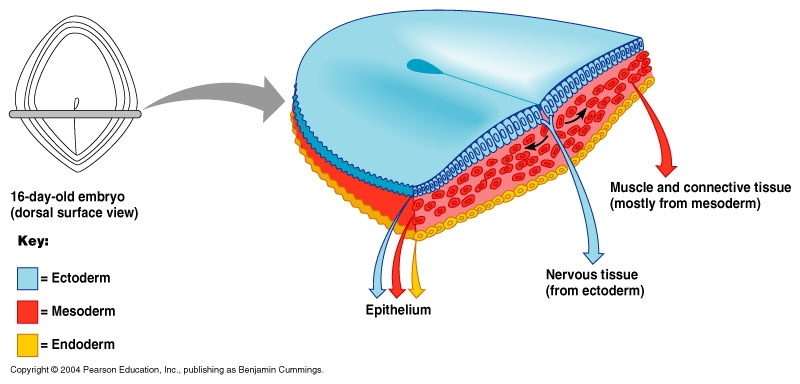 16-day-old embryo
(dorsal surface view)
Key:
= Ectoderm
= Mesoderm
= Endoderm
Epithelium
Nervous tissue
(from ectoderm)
Muscle and connective tissue
(mostly from mesoderm)
Copyright © 2004 Pearson Education, Inc., publishing as Benjamin Cummings.